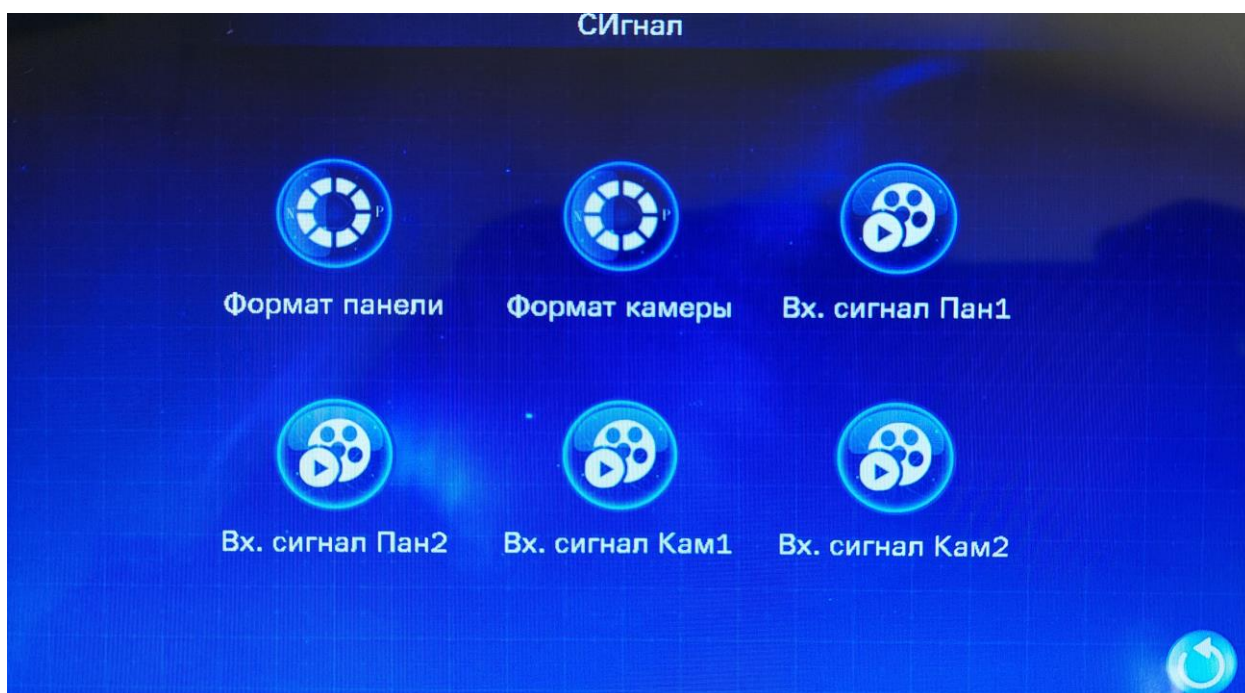 СИгнал
Формат панели
Формат камеры
Вх. сигнал Пан1
Вх. сигнал Пан2
Вх. сигнал Кам1
Вх. сигнал Кам2
N P
N P